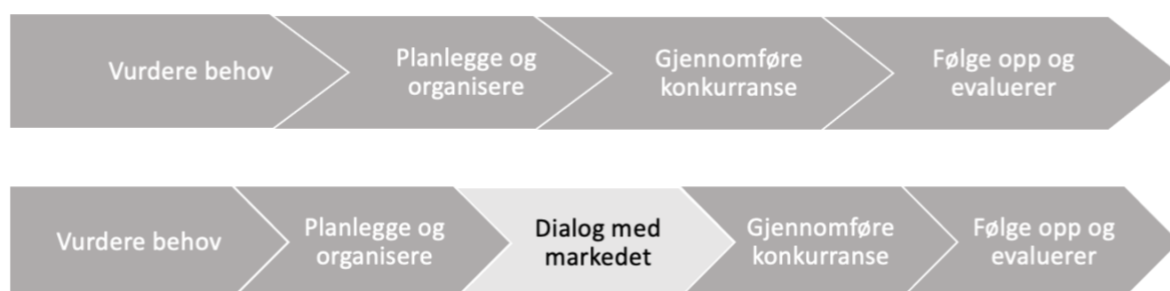 Vurdere behov
Planlegge og
organisere
Gjennomføre
konkurranse
Følge opp og
evaluerer
Vurdere behov
Planlegge og
organisere
Dialog med
markedet
Gjennomføre
konkurranse
Følge opp og
evaluerer